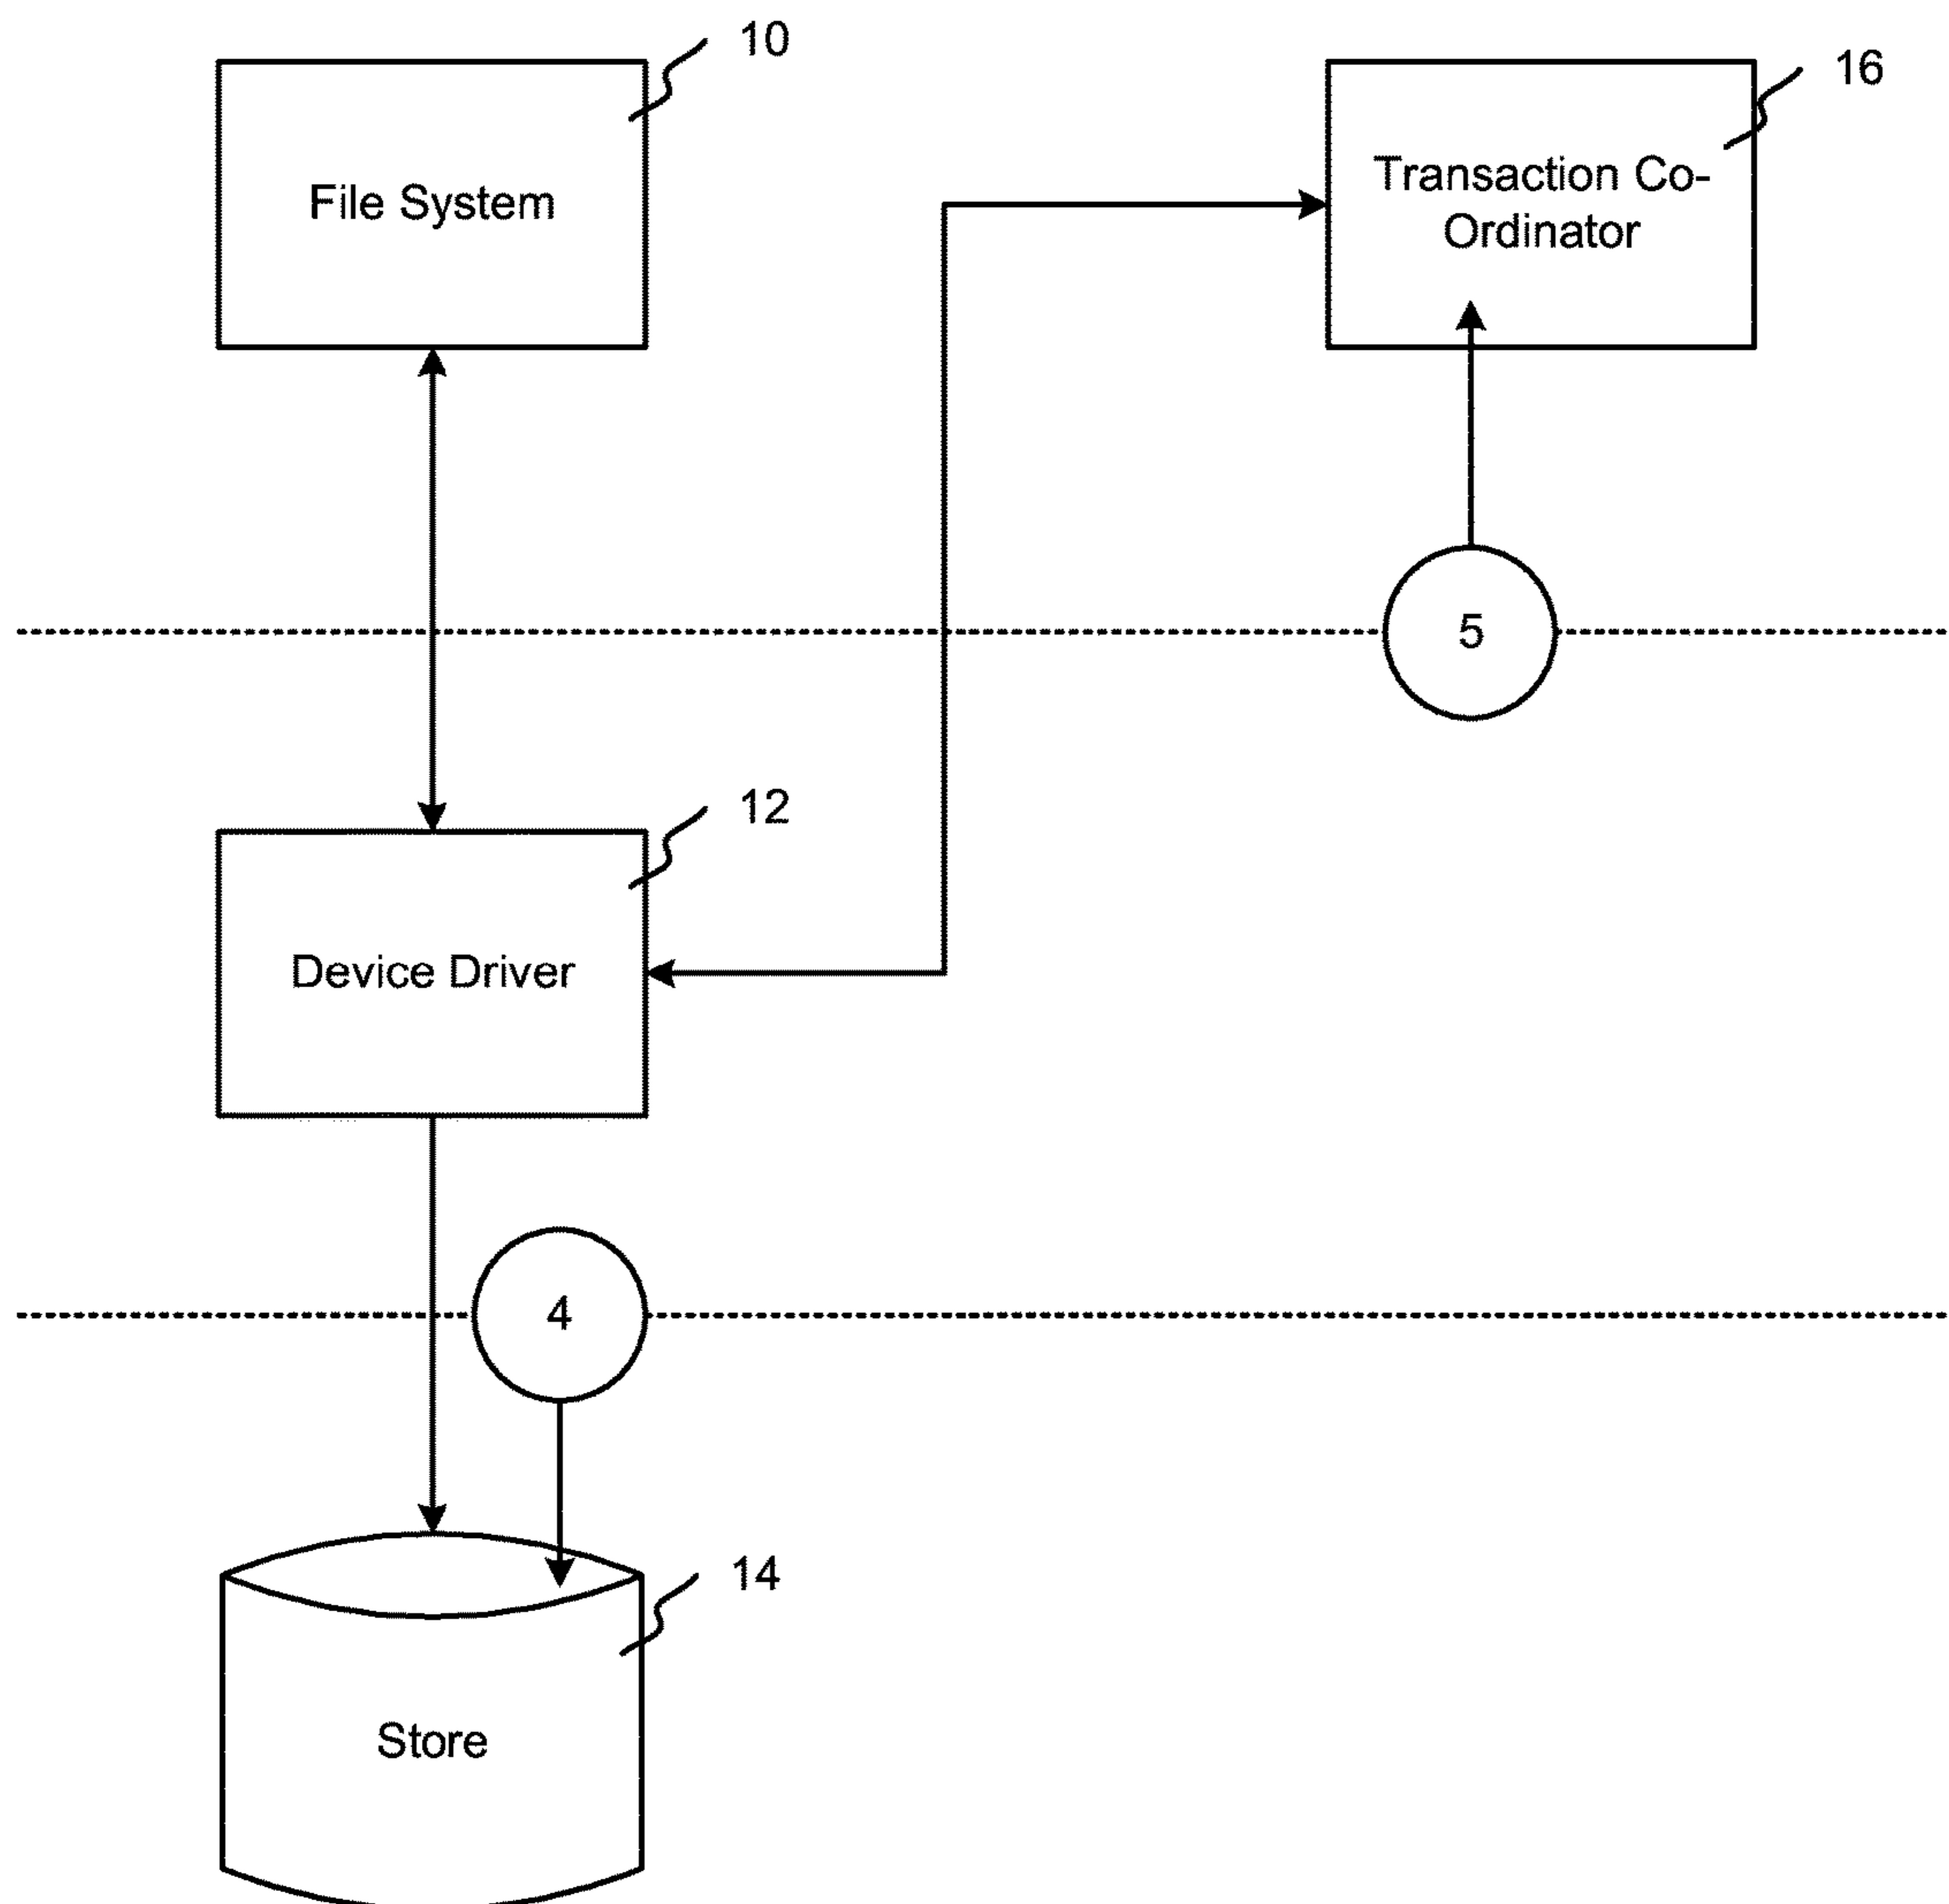 10
16
File System
Transaction Co-
Ordinator
5
12
Device Driver
4
14
Store